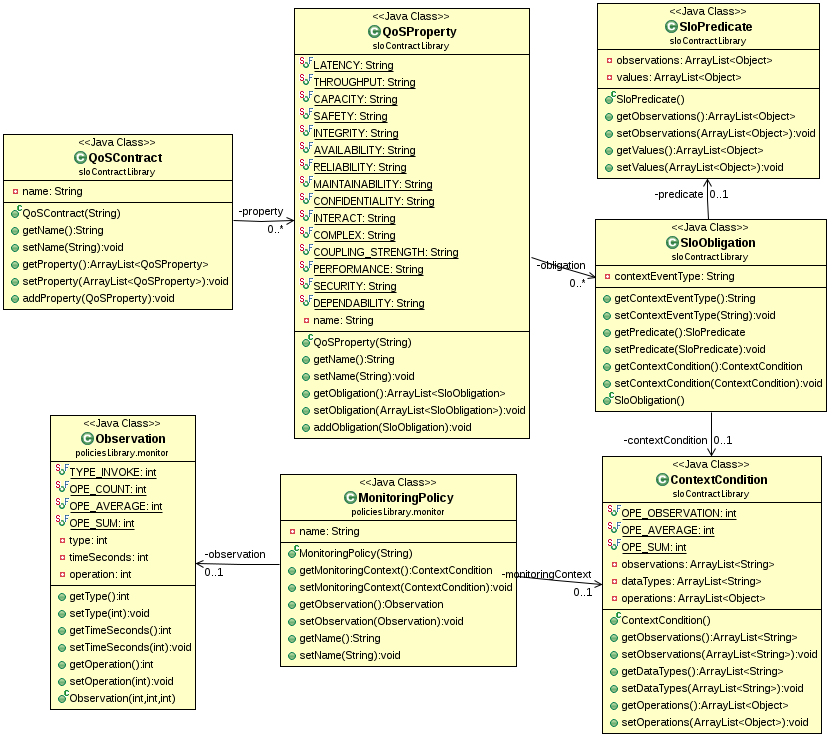 <<Java Class>>
QoSContract
sloContractLibrary
name: String
QoSContract(String)
getName():String
setName(String):void
getProperty():ArrayList<QoSProperty>
setProperty(ArrayList<QoSProperty>):void
addProperty(QoSProperty):void
-property
0..*
<<Java Class>>
QoSProperty
sloContractLibrary
LATENCY: String
THROUGHPUT: String
CAPACITY: String
SAFETY: String
INTEGRITY: String
AVAILABILITY: String
RELIABILITY: String
MAINTAINABILITY: String
CONFIDENTIALITY: String
INTERACT: String
COMPLEX: String
COUPLING_STRENGTH: String
PERFORMANCE: String
SECURITY: String
DEPENDABILITY: String
name: String
QoSProperty(String)
getName():String
setName(String):void
getObligation():ArrayList<SloObligation>
setObligation(ArrayList<SloObligation>):void
addObligation(SloObligation):void
-obligation
0..*
<<Java Class>>
SloPredicate
sloContractLibrary
observations: ArrayList<Object>
values: ArrayList<Object>
SloPredicate()
getObservations():ArrayList<Object>
setObservations(ArrayList<Object>):void
getValues():ArrayList<Object>
setValues(ArrayList<Object>):void
-predicate
0..1
<<Java Class>>
SloObligation
sloContractLibrary
contextEventType: String
getContextEventType():String
setContextEventType(String):void
getPredicate():SloPredicate
setPredicate(SloPredicate):void
getContextCondition():ContextCondition
setContextCondition(ContextCondition):void
SloObligation()
-contextCondition
0..1
<<Java Class>>
Observation
policiesLibrary.monitor
TYPE_INVOKE: int
OPE_COUNT: int
OPE_AVERAGE: int
OPE_SUM: int
type: int
timeSeconds: int
operation: int
getType():int
setType(int):void
getTimeSeconds():int
setTimeSeconds(int):void
getOperation():int
setOperation(int):void
Observation(int,int,int)
-observation
0..1
<<Java Class>>
MonitoringPolicy
policiesLibrary.monitor
name: String
MonitoringPolicy(String)
getMonitoringContext():ContextCondition
setMonitoringContext(ContextCondition):void
getObservation():Observation
setObservation(Observation):void
getName():String
setName(String):void
-monitoringContext
0..1
<<Java Class>>
ContextCondition
sloContractLibrary
OPE_OBSERVATION: int
OPE_AVERAGE: int
OPE_SUM: int
observations: ArrayList<String>
dataTypes: ArrayList<String>
operations: ArrayList<Object>
ContextCondition()
getObservations():ArrayList<String>
setObservations(ArrayList<String>):void
getDataTypes():ArrayList<String>
setDataTypes(ArrayList<String>):void
getOperations():ArrayList<Object>
setOperations(ArrayList<Object>):void